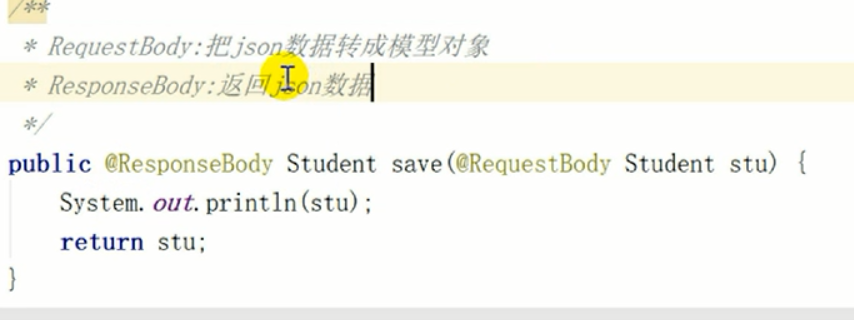 /**
* RequestBody:把json数据转成模型对象
* ResponseBody:返回json数据
*/
public @ResponseBody Student save(@RequestBody Student stu) {
System.out.println(stu);
return stu;
}